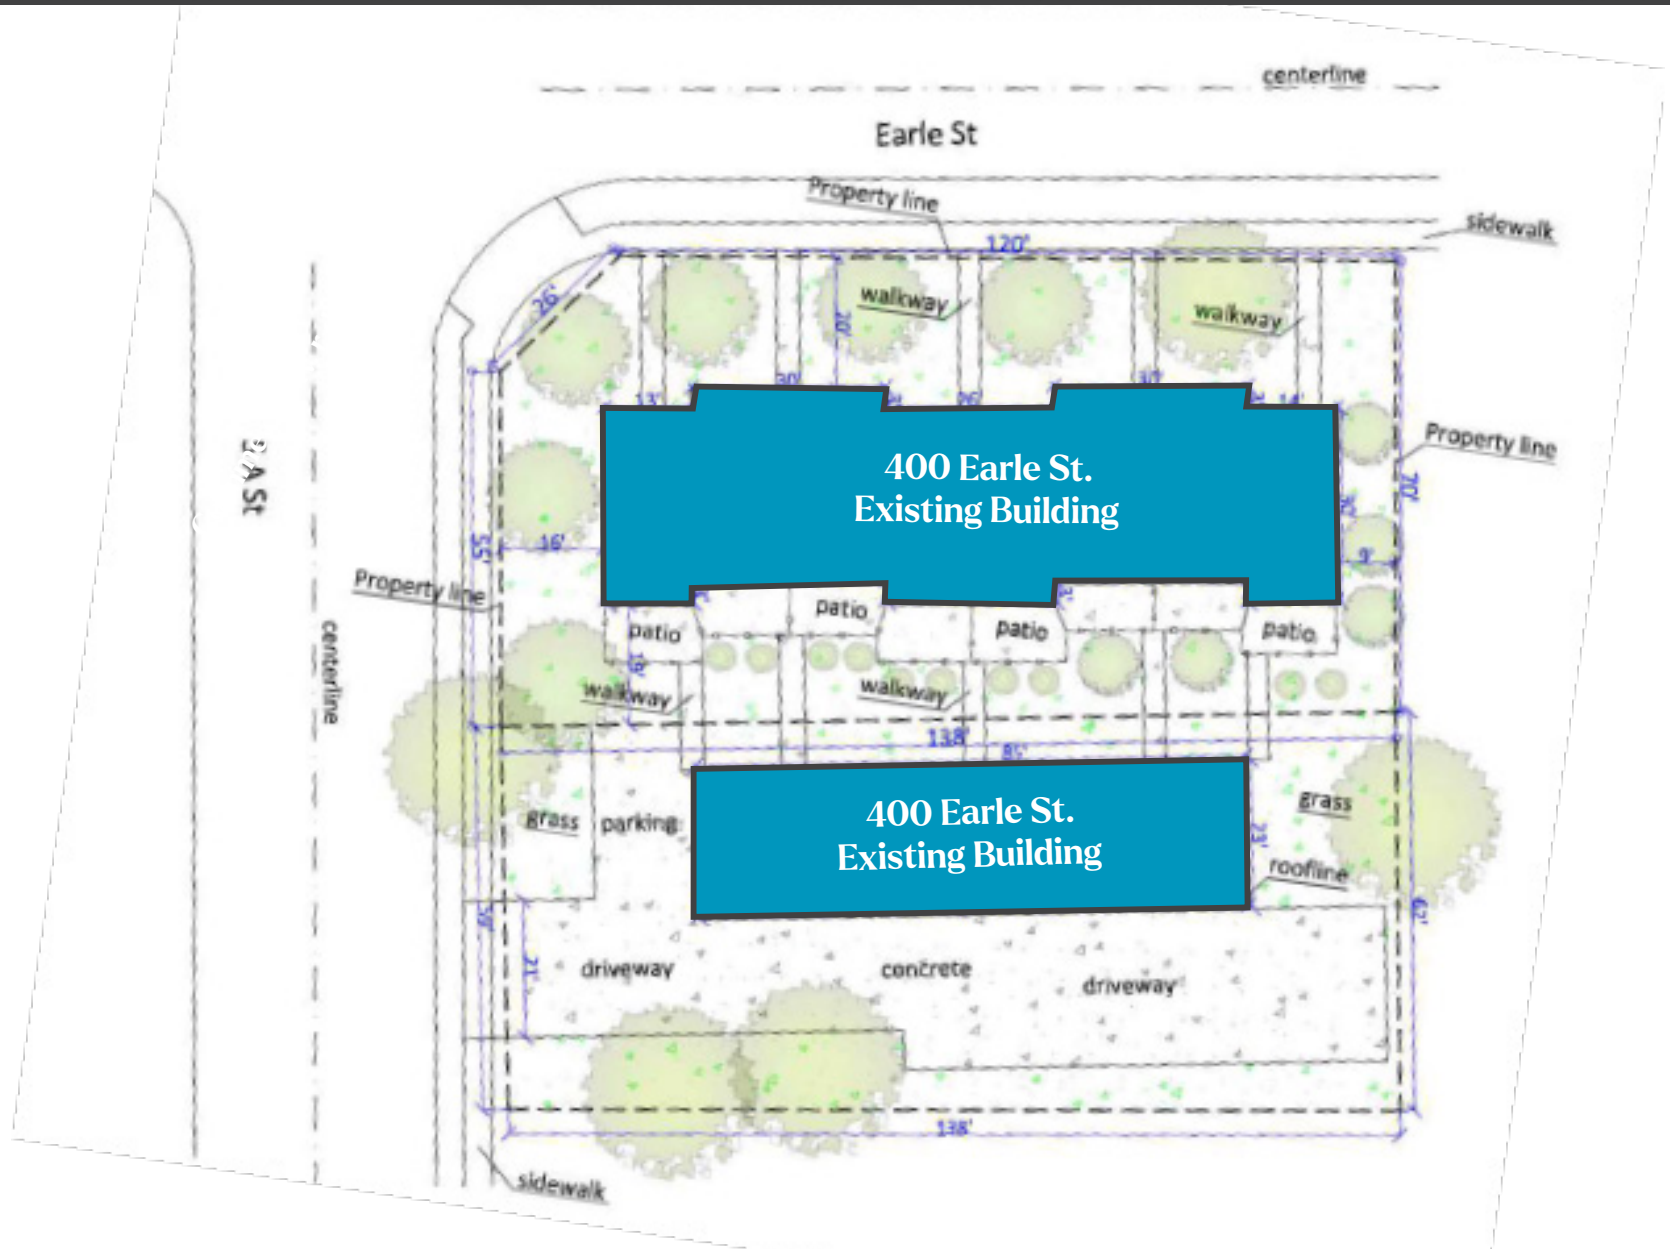 centerline
Earle St
Property line
sidewalk
120'
26'
walkway
walkway
20'
30'
13'
26'
14'
400 Earle St.
Existing Building
Property line
70'
30'
55'
16'
9'
Property line
patio
patio
patio
patio
3'
19'
walkway
walkway
centerline
A St
138'
85'
400 Earle St.
Existing Building
grass
parking
grass
23'
roofline
62'
21'
driveway
concrete
driveway
138'
sidewalk